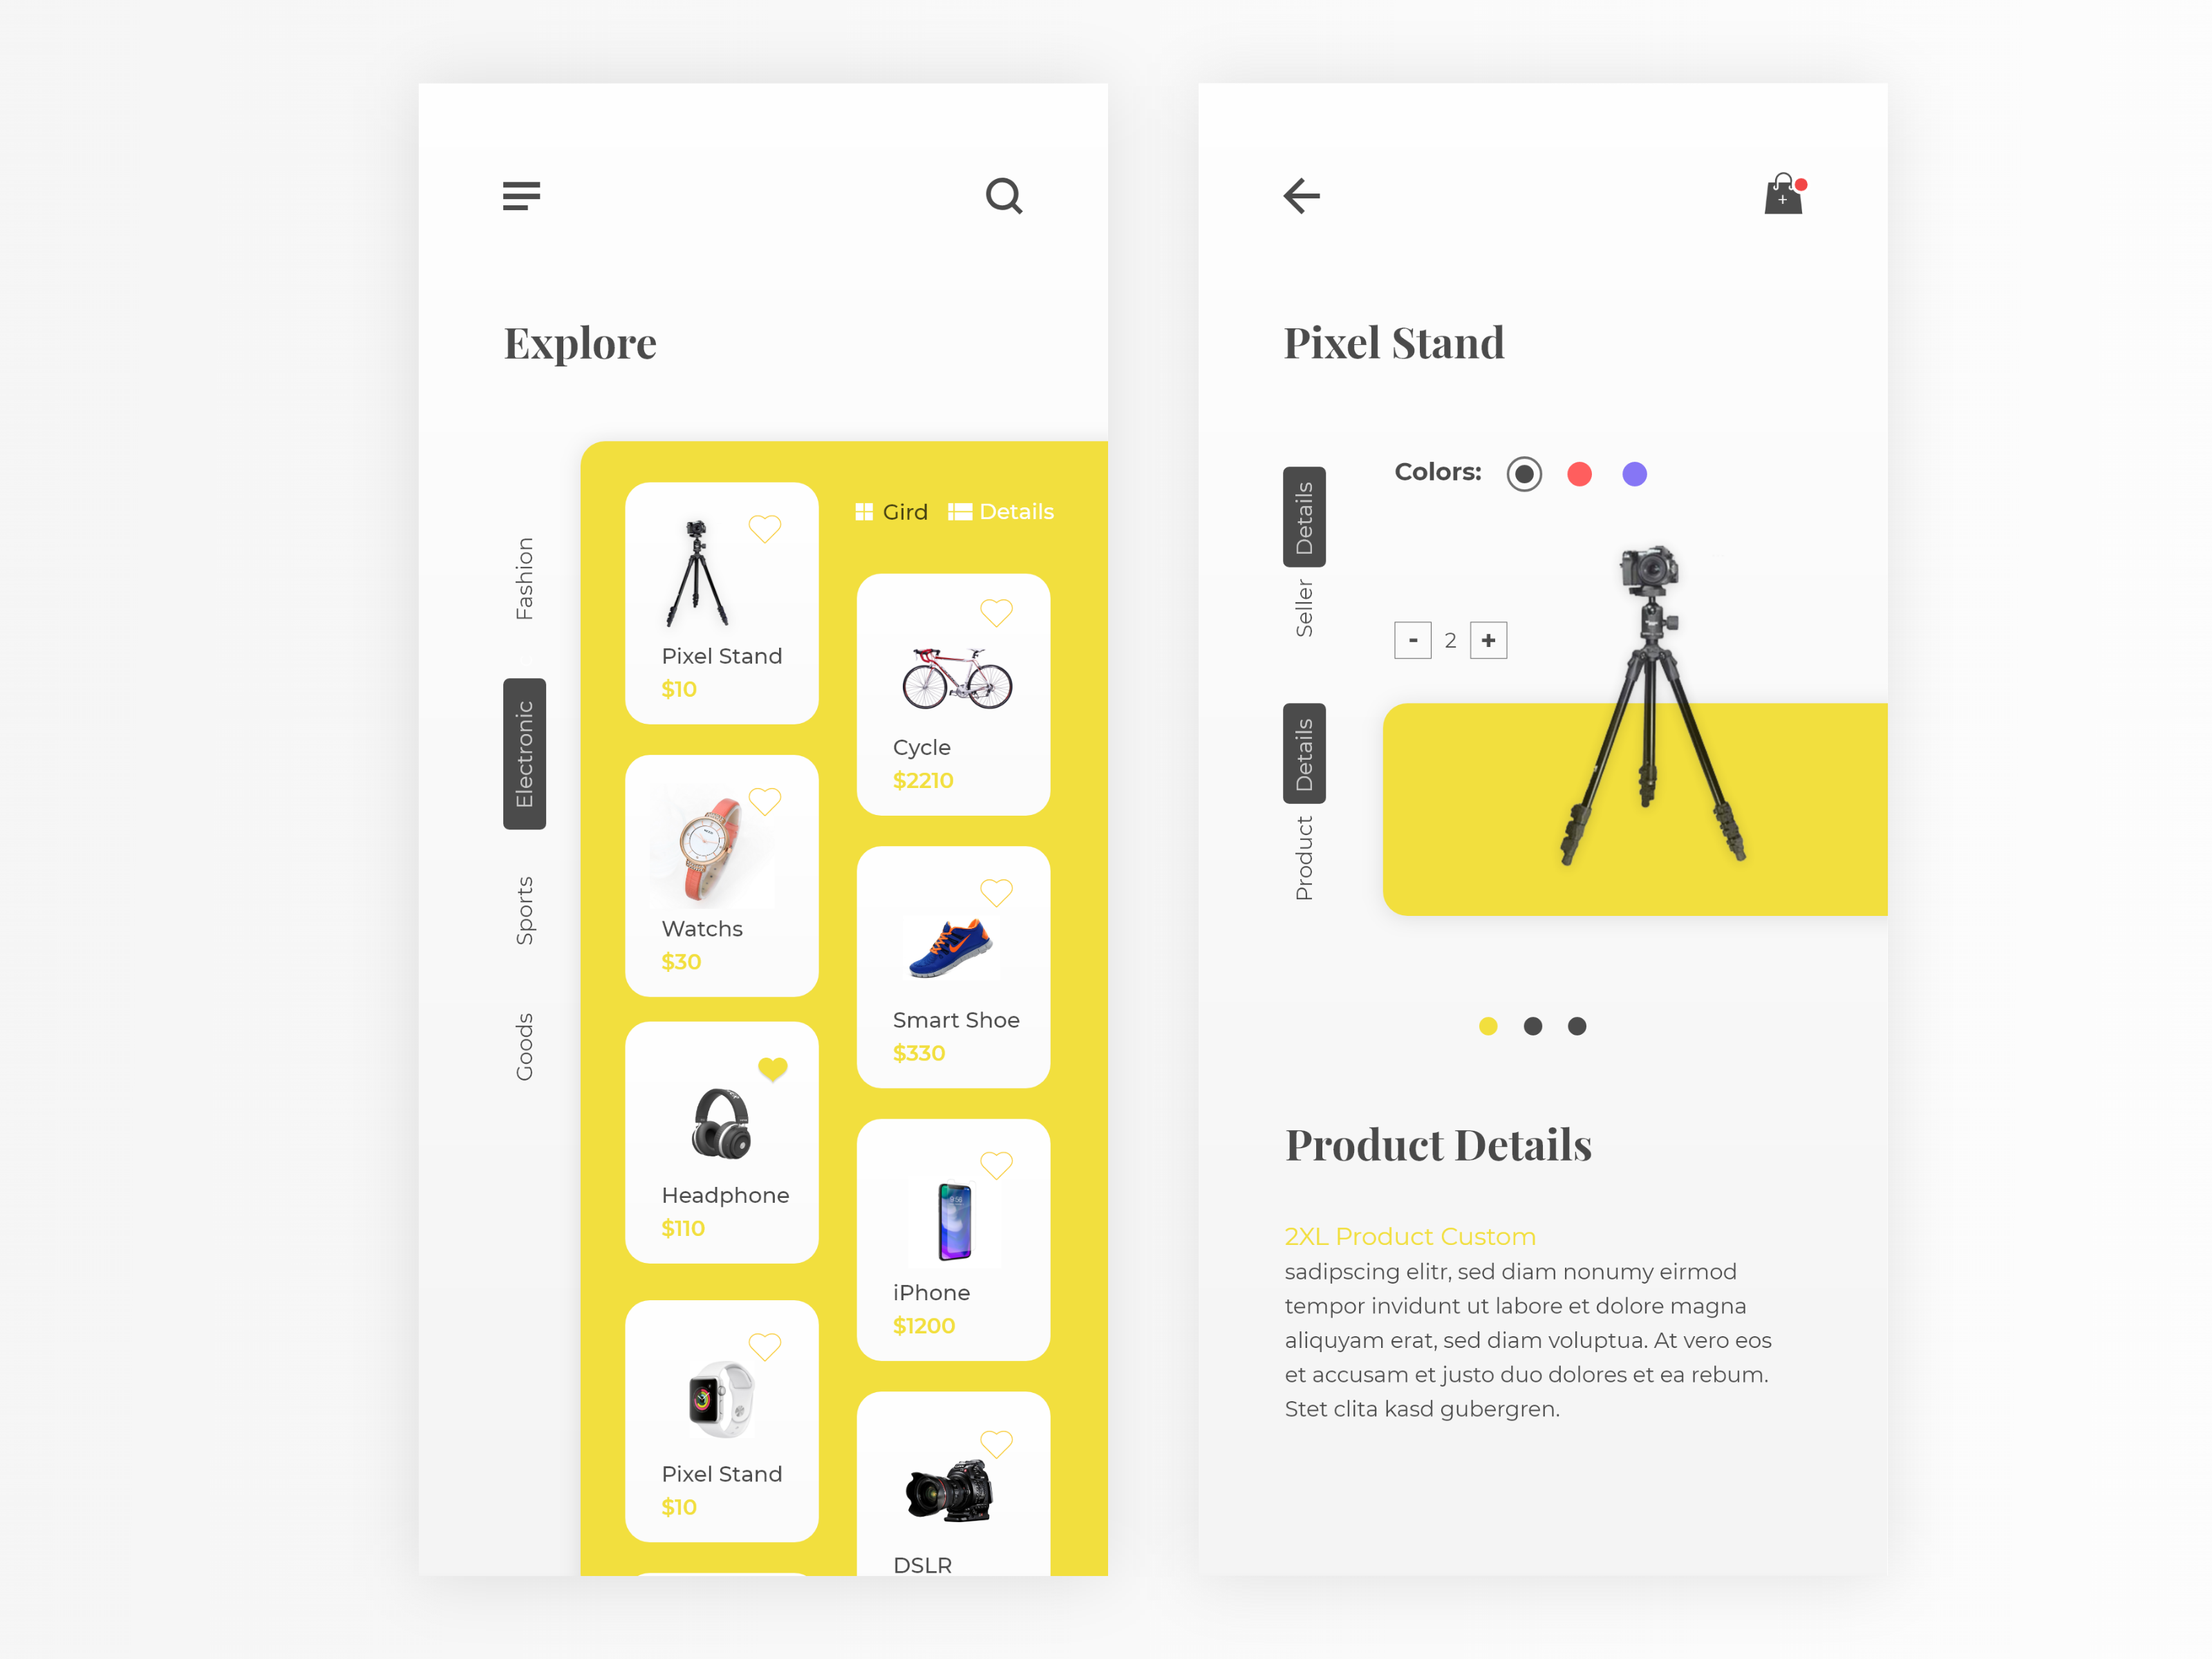 Explore
Fashion
Electronic
Sports
Goods
Gird
Details
Pixel Stand
$10
Cycle
$2210
Watchs
$30
Smart Shoe
$330
Headphone
$110
iPhone
$1200
Pixel Stand
$10
DSLR
Pixel Stand
Details
Seller
Details
Product
Colors:
- 2 +
Product Details
2XL Product Custom
sadipscing elitr, sed diam nonumy eirmod
tempor invidunt ut labore et dolore magna
aliquyam erat, sed diam voluptua. At vero eos
et accusam et justo duo dolores et ea rebum.
Stet clita kasd gubergren.